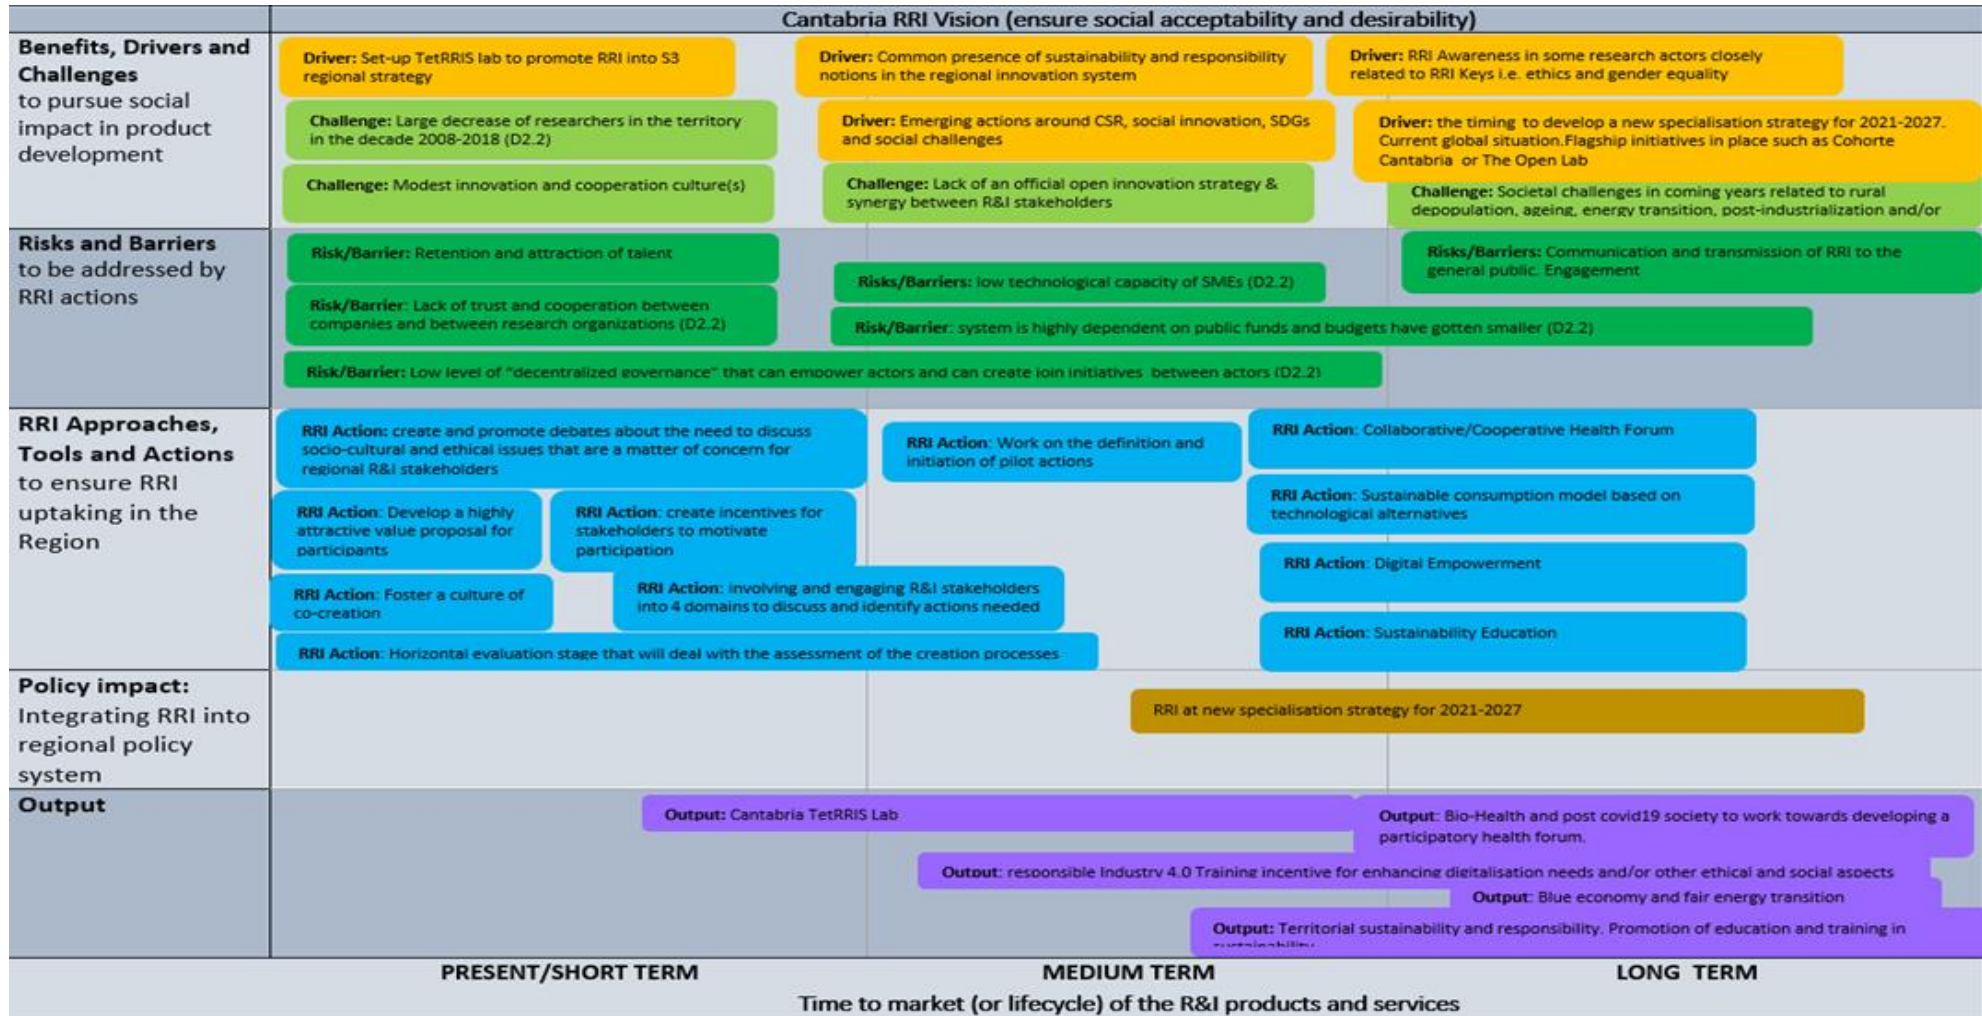 Cantabria RRI Vision (ensure social acceptability and desirability)
Benefits, Drivers and
Challenges
to pursue social
impact in product
development
Driver: Set-up TetRRIS lab to promote RRI into S3
regional strategy
Driver: Common presence of sustainability and responsibility
notions in the regional innovation system
Driver: RRI Awareness in some research actors closely
related to RRI Keys i.e. ethics and gender equality
Challenge: Large decrease of researchers in the territory
in the decade 2008-2018 (D2.2)
Driver: Emerging actions around CSR, social innovation, SDGs
and social challenges
Driver: the timing to develop a new specialisation strategy for 2021-2027.
Current global situation.Flagship initiatives in place such as Cohorte
Cantabria or The Open Lab
Challenge: Modest innovation and cooperation culture(s)
Challenge: Lack of an official open innovation strategy &
synergy between R&I stakeholders
Challenge: Societal challenges in coming years related to rural
depopulation, ageing, energy transition, post-industrialization and/or
Risks and Barriers
to be addressed by
RRI actions
Risk/Barrier: Retention and attraction of talent
Risks/Barriers: low technological capacity of SMEs (D2.2)
Risks/Barriers: Communication and transmission of RRI to the
general public. Engagement
Risk/Barrier: Lack of trust and cooperation between
companies and between research organizations (D2.2)
Risk/Barrier: system is highly dependent on public funds and budgets have gotten smaller (D2.2)
Risk/Barrier: Low level of "decentralized governance" that can empower actors and can create join initiatives between actors (D2.2)
RRI Approaches,
Tools and Actions
to ensure RRI
uptaking in the
Region
RRI Action: create and promote debates about the need to discuss
socio-cultural and ethical issues that are a matter of concern for
regional R&I stakeholders
RRI Action: Work on the definition and
initiation of pilot actions
RRI Action: Collaborative/Cooperative Health Forum
RRI Action: Develop a highly
attractive value proposal for
participants
RRI Action: create incentives for
stakeholders to motivate
participation
RRI Action: Sustainable consumption model based on
technological alternatives
RRI Action: Foster a culture of
co-creation
RRI Action: involving and engaging R&I stakeholders
into 4 domains to discuss and identify actions needed
RRI Action: Digital Empowerment
RRI Action: Horizontal evaluation stage that will deal with the assessment of the creation processes
RRI Action: Sustainability Education
Policy impact:
Integrating RRI into
regional policy
system
RRI at new specialisation strategy for 2021-2027
Output
Output: Cantabria TetRRIS Lab
Output: Bio-Health and post covid19 society to work towards developing a
participatory health forum.
Output: responsible Industry 4.0 Training incentive for enhancing digitalisation needs and/or other ethical and social aspects
Output: Blue economy and fair energy transition
Output: Territorial sustainability and responsibility. Promotion of education and training in
PRESENT/SHORT TERM
MEDIUM TERM
LONG TERM
Time to market (or lifecycle) of the R&I products and services